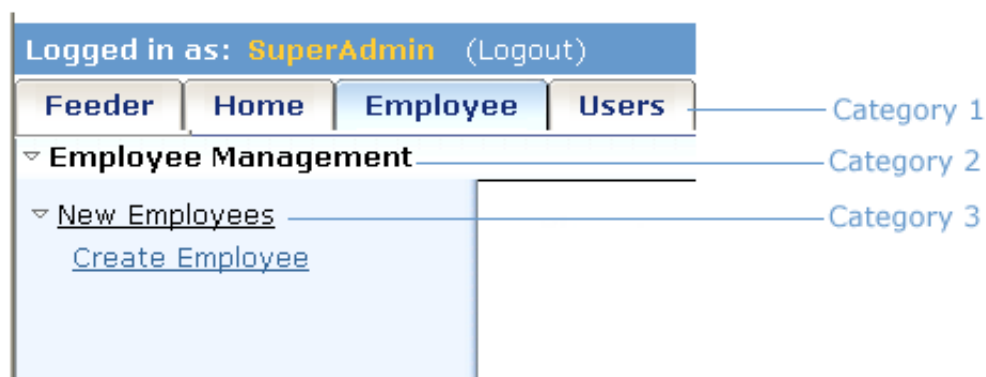 Logged in as: SuperAdmin (Logout)
Feeder Home Employee Users Category 1
Employee Management Category 2
New Employees Category 3
Create Employee